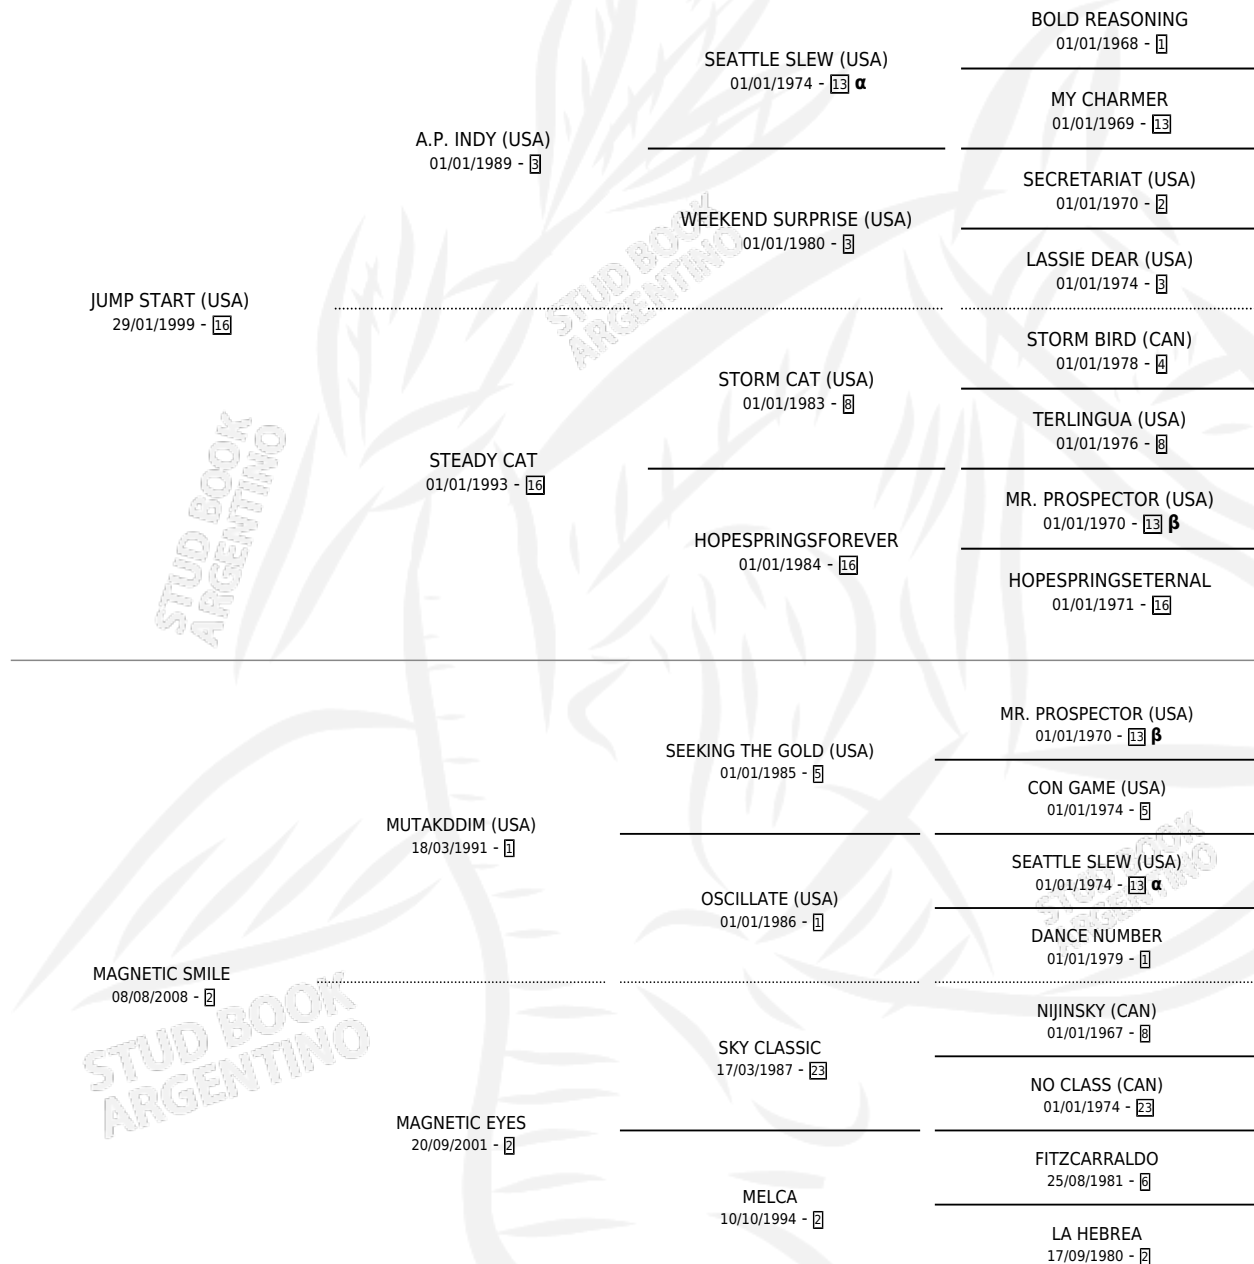 BOLD REASONING
01/01/1968 - 1
SEATTLE SLEW (USA)
01/01/1974 - 13 α
MY CHARMER
01/01/1969 - 13
A.P. INDY (USA)
01/01/1989 - 3
SECRETARIAT (USA)
01/01/1970 - 2
WEEKEND SURPRISE (USA)
01/01/1980 - 3
LASSIE DEAR (USA)
01/01/1974 - 3
JUMP START (USA)
29/01/1999 - 16
STORM BIRD (CAN)
01/01/1978 - 4
STORM CAT (USA)
01/01/1983 - 8
TERLINGUA (USA)
01/01/1976 - 8
STEADY CAT
01/01/1993 - 16
MR. PROSPECTOR (USA)
01/01/1970 - 13 β
HOPESPRINGSFOREVER
01/01/1984 - 16
HOPESPRINGSETERNAL
01/01/1971 - 16
MR. PROSPECTOR (USA)
01/01/1970 - 13 β
SEEKING THE GOLD (USA)
01/01/1985 - 5
CON GAME (USA)
01/01/1974 - 5
MUTAKDDIM (USA)
18/03/1991 - 1
SEATTLE SLEW (USA)
01/01/1974 - 13 α
OSCILLATE (USA)
01/01/1986 - 1
DANCE NUMBER
01/01/1979 - 1
MAGNETIC SMILE
08/08/2008 - 2
NIJINSKY (CAN)
01/01/1967 - 8
SKY CLASSIC
17/03/1987 - 23
NO CLASS (CAN)
01/01/1974 - 23
MAGNETIC EYES
20/09/2001 - 2
FITZCARRALDO
25/08/1981 - 6
MELCA
10/10/1994 - 2
LA HEBREA
17/09/1980 - 2
STUD BOOK
ARGENTINO
STUD BOOK
ARGENTINO
STUD BOOK
ARGENTINO
STUD BOOK
ARGENTINO